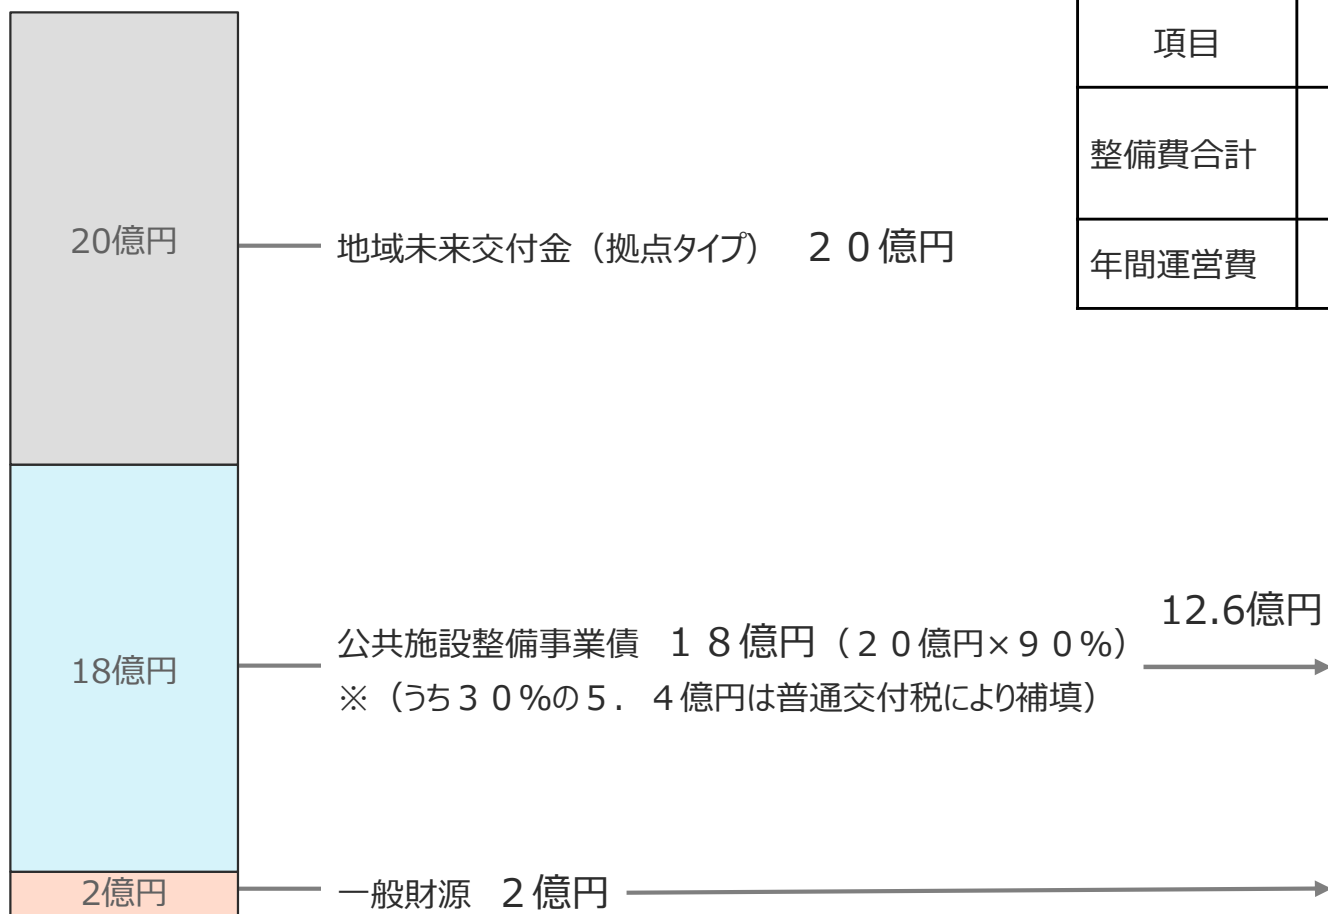 項目
整備費合計
年間運営費
20億円
地域未来交付金（拠点タイプ）　２０億円
12.6億円
18億円
公共施設整備事業債　１８億円（２０億円×９０％）
※（うち３０％の５．４億円は普通交付税により補填）
2億円
一般財源　２億円